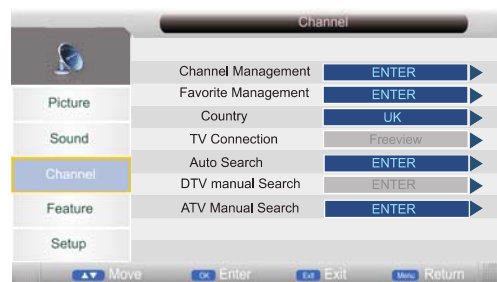 Channel
Channel Management ENTER
Favorite Management ENTER
Country UK
TV Connection Freeview
Auto Search ENTER
DTV manual Search ENTER
ATV Manual Search ENTER
Picture
Sound
Channel
Feature
Setup
▲▼ Move OK Enter Exit Exit Menu Return